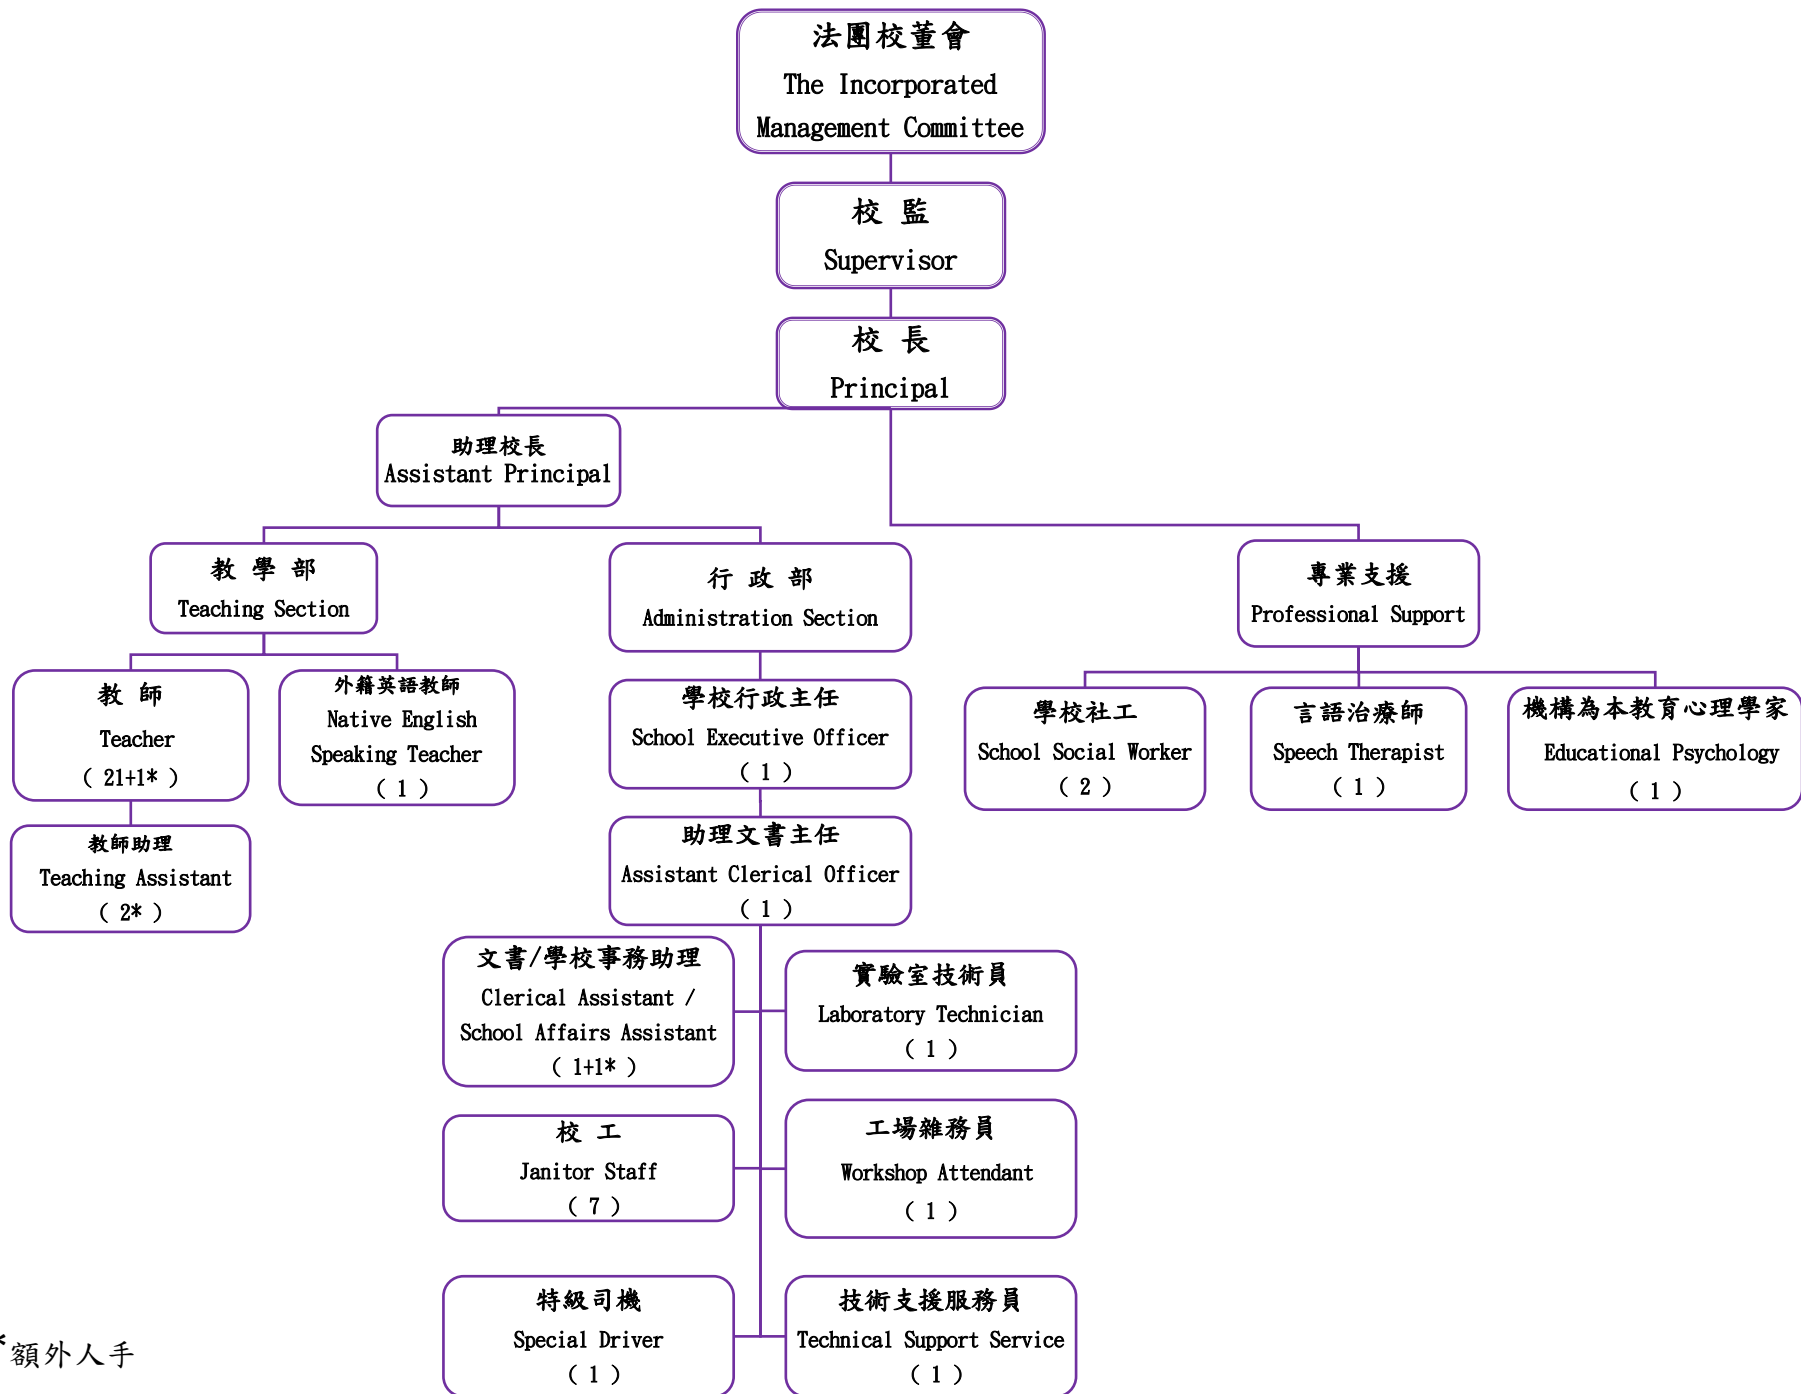 法團校董會
The Incorporated
Management Committee
校 監
Supervisor
校 長
Principal
助理校長
Assistant Principal
教 學 部
Teaching Section
行 政 部
Administration Section
專業支援
Professional Support
教 師
Teacher
( 21+1* )
外籍英語教師
Native English
Speaking Teacher
( 1 )
學校行政主任
School Executive Officer
( 1 )
學校社工
School Social Worker
( 2 )
言語治療師
Speech Therapist
( 1 )
機構為本教育心理學家
Educational Psychology
( 1 )
教師助理
Teaching Assistant
( 2* )
助理文書主任
Assistant Clerical Officer
( 1 )
文書/學校事務助理
Clerical Assistant /
School Affairs Assistant
( 1+1* )
實驗室技術員
Laboratory Technician
( 1 )
校 工
Janitor Staff
( 7 )
工場雜務員
Workshop Attendant
( 1 )
特級司機
Special Driver
( 1 )
技術支援服務員
Technical Support Service
( 1 )
*額外人手